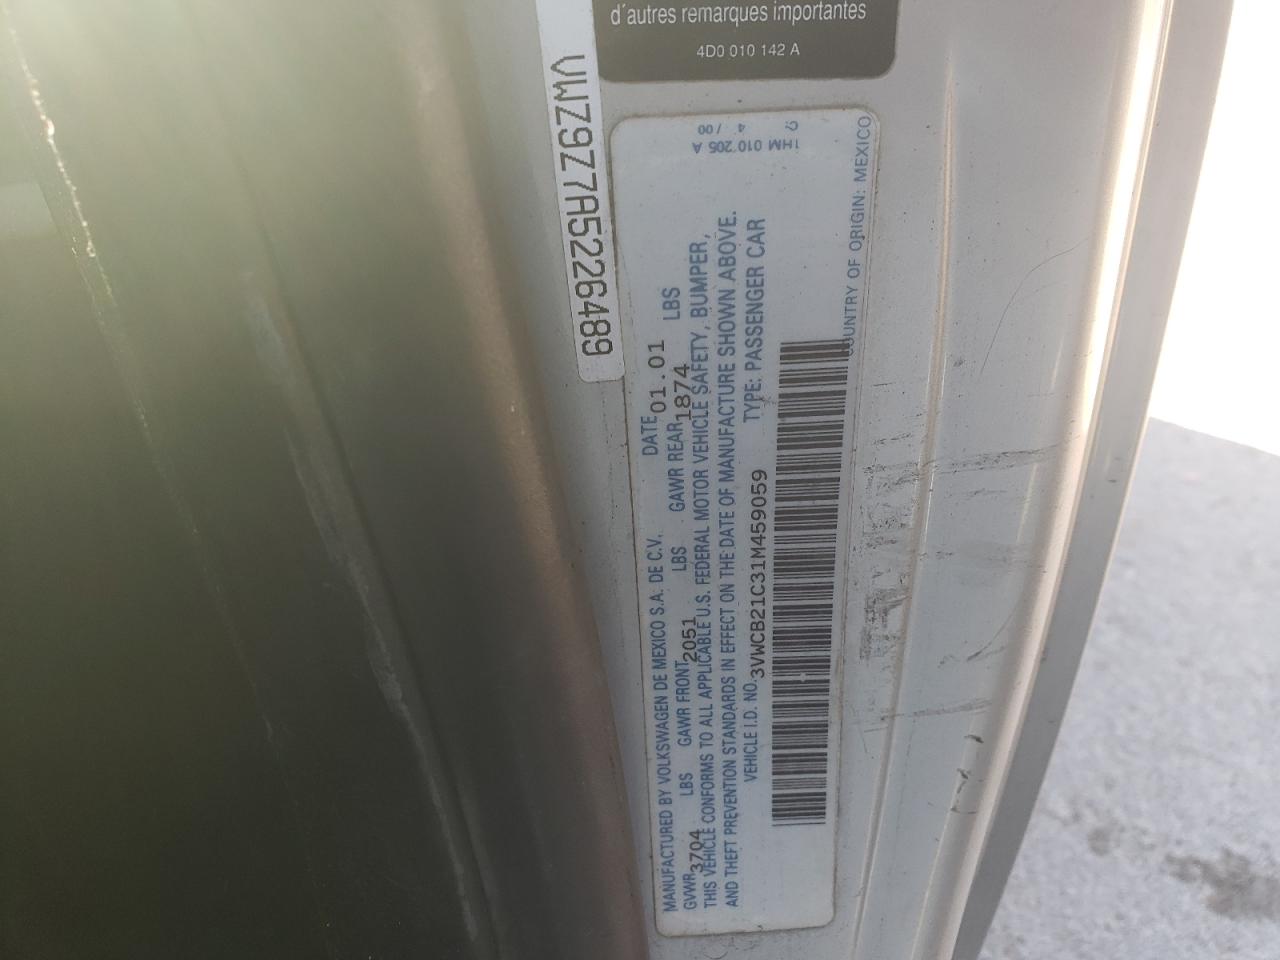 d'autres remarques importantes
4D0 010 142 A
VWZ9Z7A5226489
1HM 010 205 A
4 /00
MANUFACTURED BY VOLKSWAGEN DE MEXICO S.A. DE C.V. DATE 01.01
GVWR 3704 LBS GAWR FRONT 2051 LBS GAWR REAR 1874 LBS
THIS VEHICLE CONFORMS TO ALL APPLICABLE U.S. FEDERAL MOTOR VEHICLE SAFETY, BUMPER,
AND THEFT PREVENTION STANDARDS IN EFFECT ON THE DATE OF MANUFACTURE SHOWN ABOVE.
VEHICLE I.D. NO. 3VWCB21C31M459059 TYPE: PASSENGER CAR
COUNTRY OF ORIGIN: MEXICO